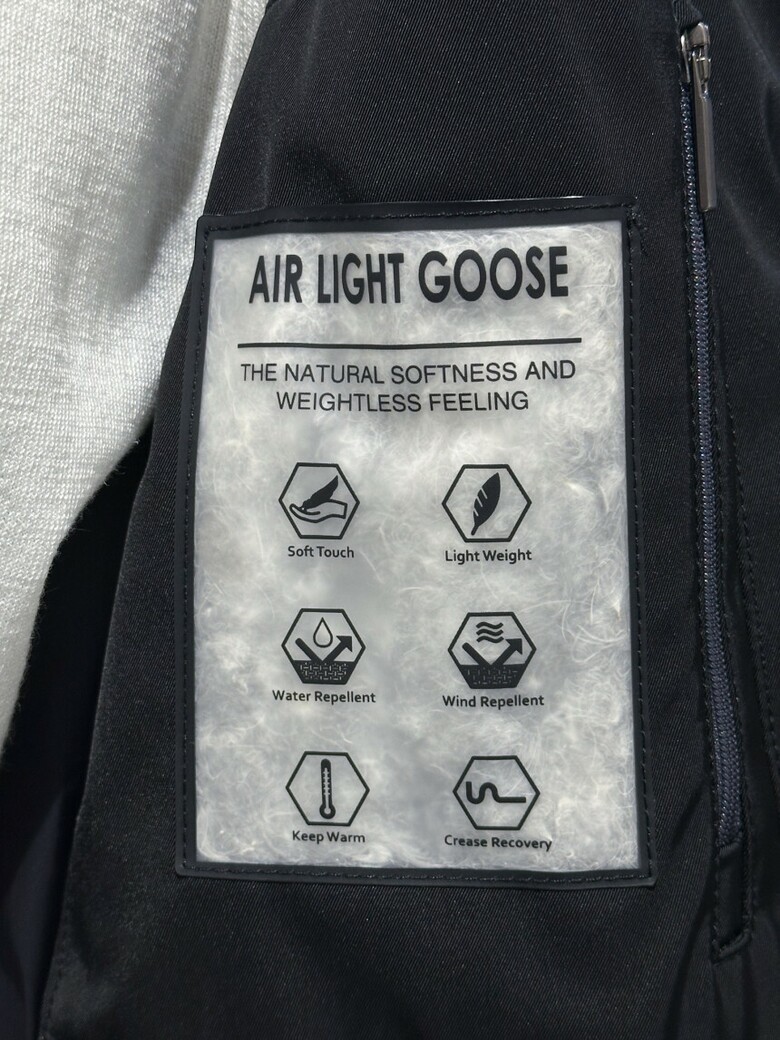 AIR LIGHT GOOSE
THE NATURAL SOFTNESS AND
WEIGHTLESS FEELING
Soft Touch
Light Weight
Water Repellent
Wind Repellent
Keep Warm
Crease Recovery